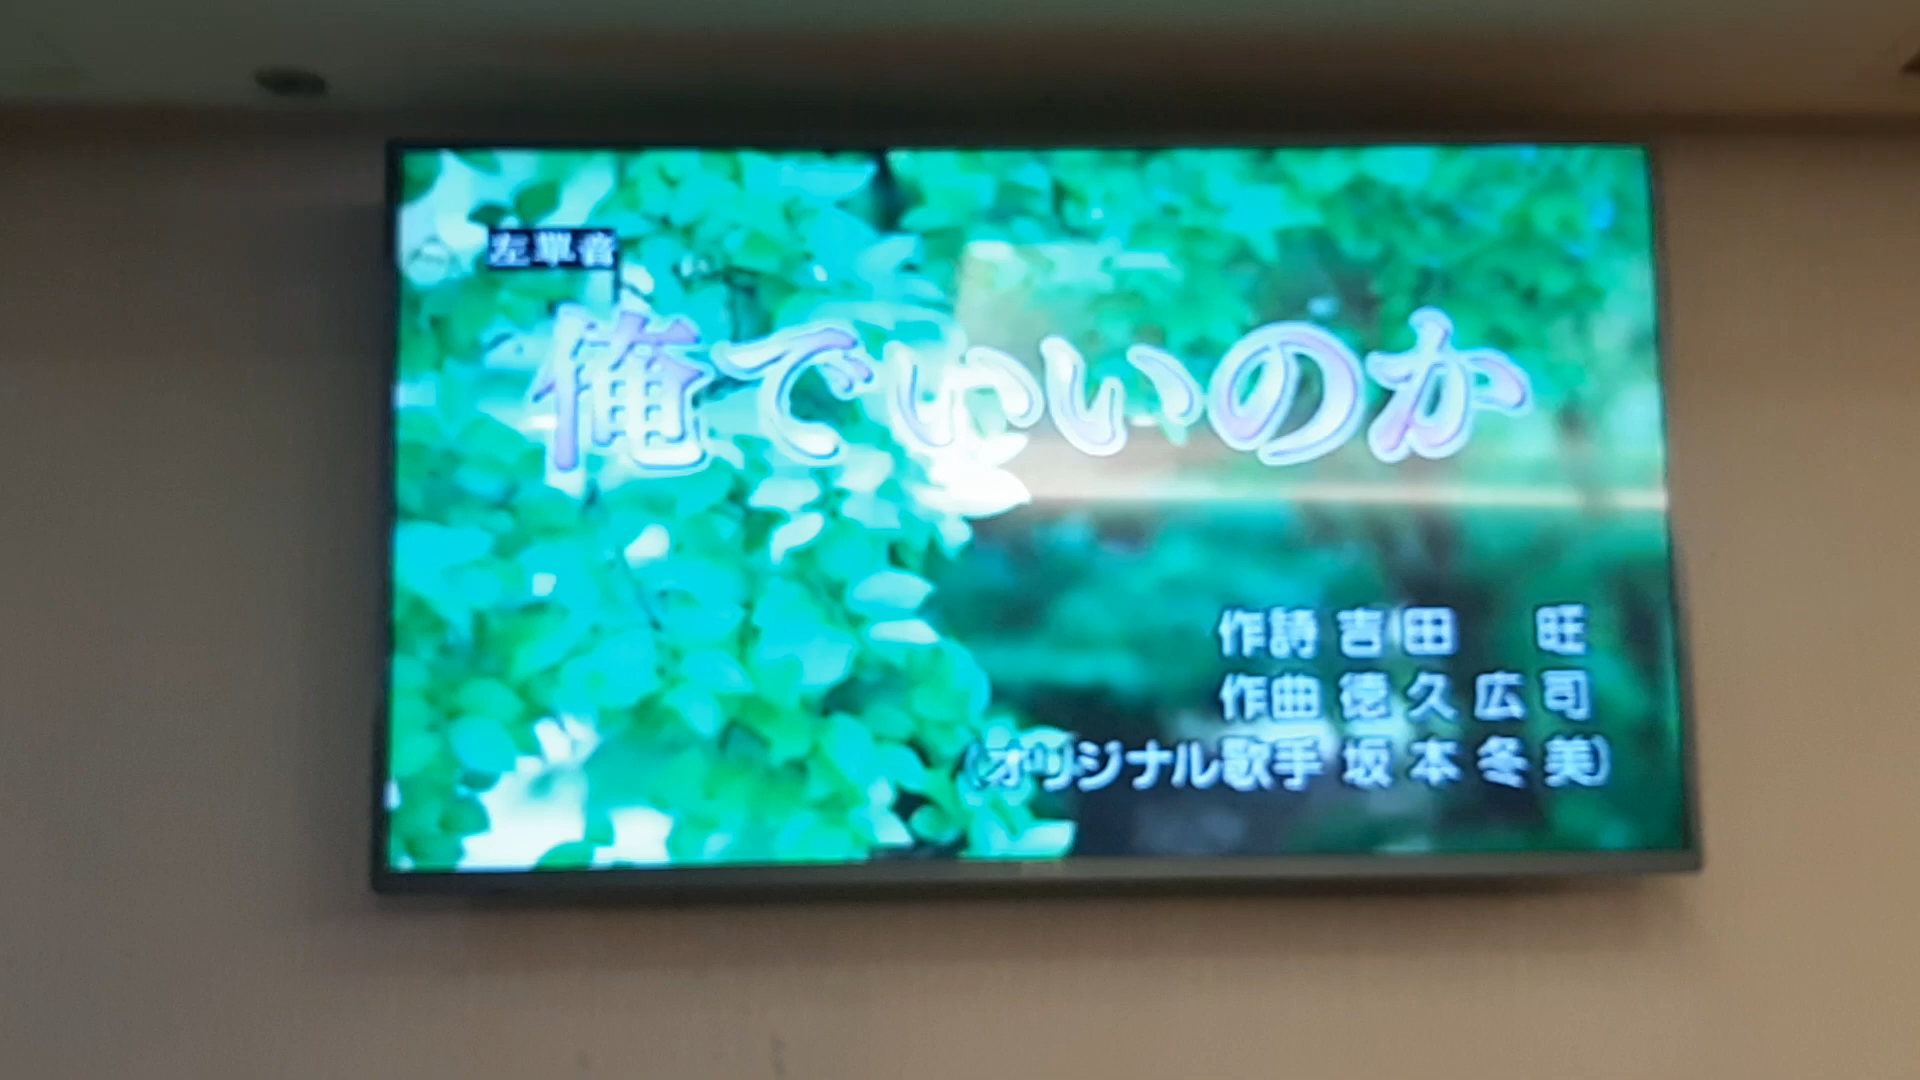 左單音
俺でいいのか
作詩 吉田 旺
作曲 徳久広司
(オリジナル歌手 坂本冬美)